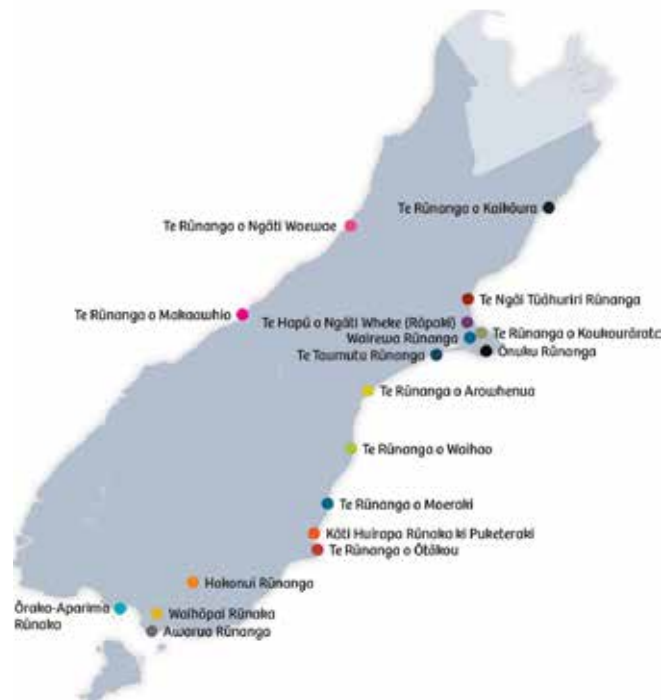 Te Rūnanga o Kaikōura
Te Rūnanga o Ngāti Waewae
Te Ngāi Tūāhuriri Rūnanga
Te Rūnanga o Makaawhio
Te Hapū o Ngāti Wheke (Rāpaki)
Te Rūnanga o Koukourārata
Wairewa Rūnanga
Ōnuku Rūnanga
Te Taumutu Rūnanga
Te Rūnanga o Arowhenua
Te Rūnanga o Waihao
Te Rūnanga o Moeraki
Kāti Huirapa Rūnaka ki Puketeraki
Te Rūnanga o Ōtākou
Hokonui Rūnanga
Ōraka-Aparima
Rūnaka
Waihōpai Rūnaka
Awarua Rūnanga